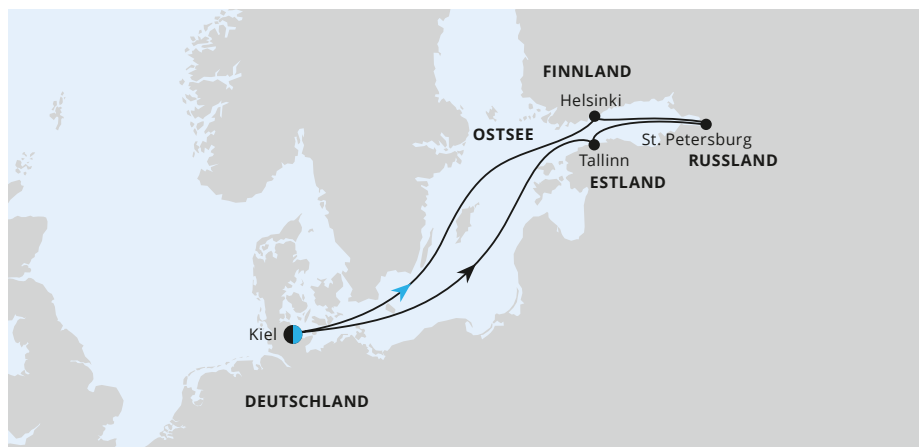 FINNLAND
Helsinki
OSTSEE
St. Petersburg
Tallinn
RUSSLAND
ESTLAND
Kiel
DEUTSCHLAND